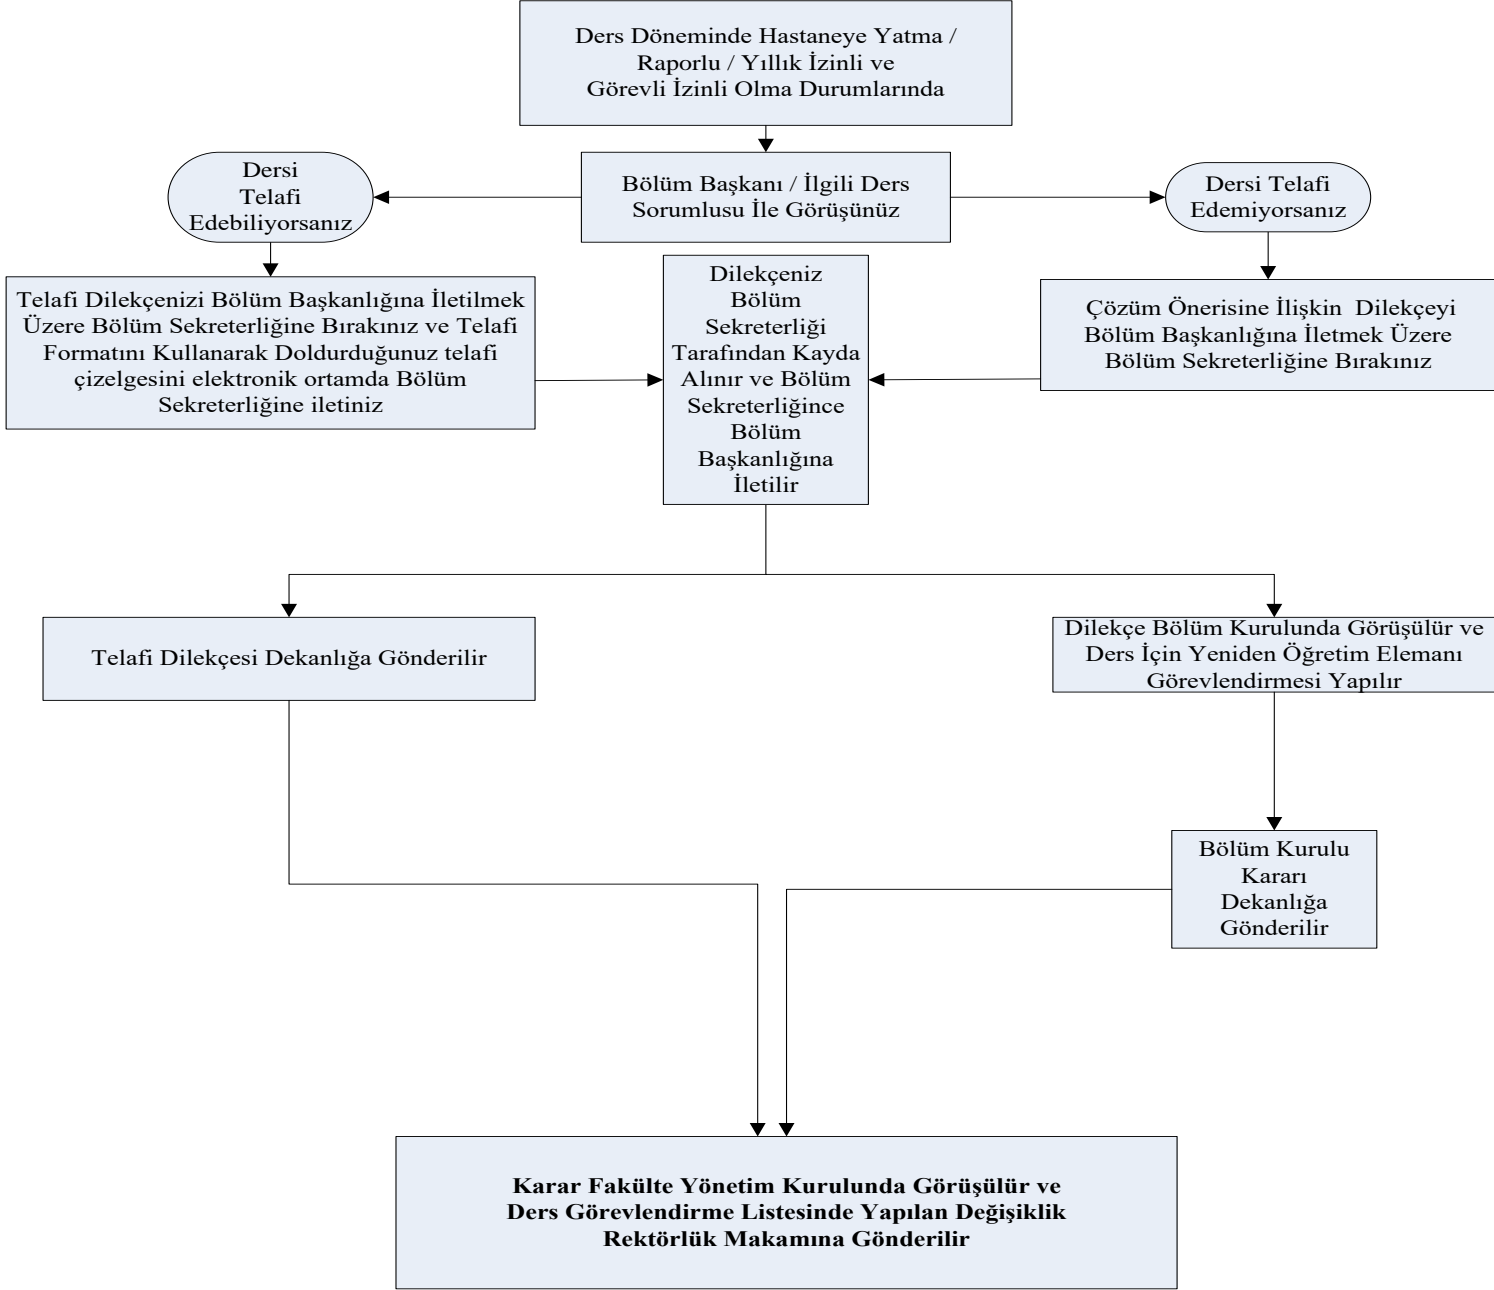 Ders Döneminde Hastaneye Yatma /
Raporlu / Yıllık İzinli ve
Görevli İzinli Olma Durumlarında
Dersi
Telafi
Edebiliyorsanız
Bölüm Başkanı / İlgili Ders
Sorumlusu İle Görüşünüz
Dersi Telafi
Edemiyorsanız
Telafi Dilekçenizi Bölüm Başkanlığına İletilmek
Üzere Bölüm Sekreterliğine Bırakınız ve Telafi
Formatını Kullanarak Doldurduğunuz telafi
çizelgesini elektronik ortamda Bölüm
Sekreterliğine iletiniz
Dilekçeniz
Bölüm
Sekreterliği
Tarafından Kayda
Alınır ve Bölüm
Sekreterliğince
Bölüm
Başkanlığına
İletilir
Çözüm Önerisine İlişkin  Dilekçeyi
Bölüm Başkanlığına İletmek Üzere
Bölüm Sekreterliğine Bırakınız
Telafi Dilekçesi Dekanlığa Gönderilir
Dilekçe Bölüm Kurulunda Görüşülür ve
Ders İçin Yeniden Öğretim Elemanı
Görevlendirmesi Yapılır
Bölüm Kurulu
Kararı
Dekanlığa
Gönderilir
Karar Fakülte Yönetim Kurulunda Görüşülür ve
Ders Görevlendirme Listesinde Yapılan Değişiklik
Rektörlük Makamına Gönderilir